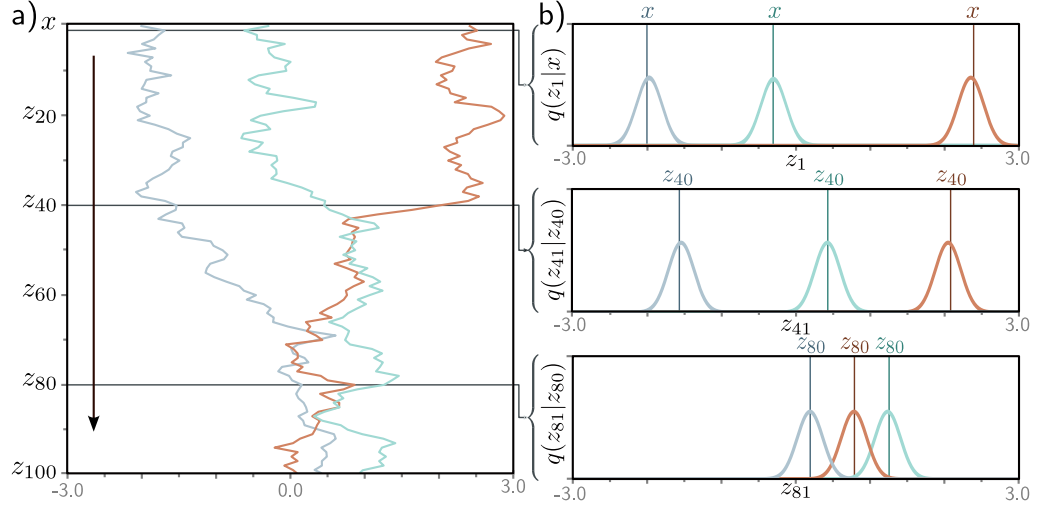 a)
x
z₂₀
z₄₀
z₆₀
z₈₀
z₁₀₀
-3.0 0.0 3.0
b)
x x x
q(z₁|x)
-3.0 z₁ 3.0
z₄₀ z₄₀ z₄₀
q(z₄₁|z₄₀)
-3.0 z₄₁ 3.0
z₈₀ z₈₀ z₈₀
q(z₈₁|z₈₀)
-3.0 z₈₁ 3.0